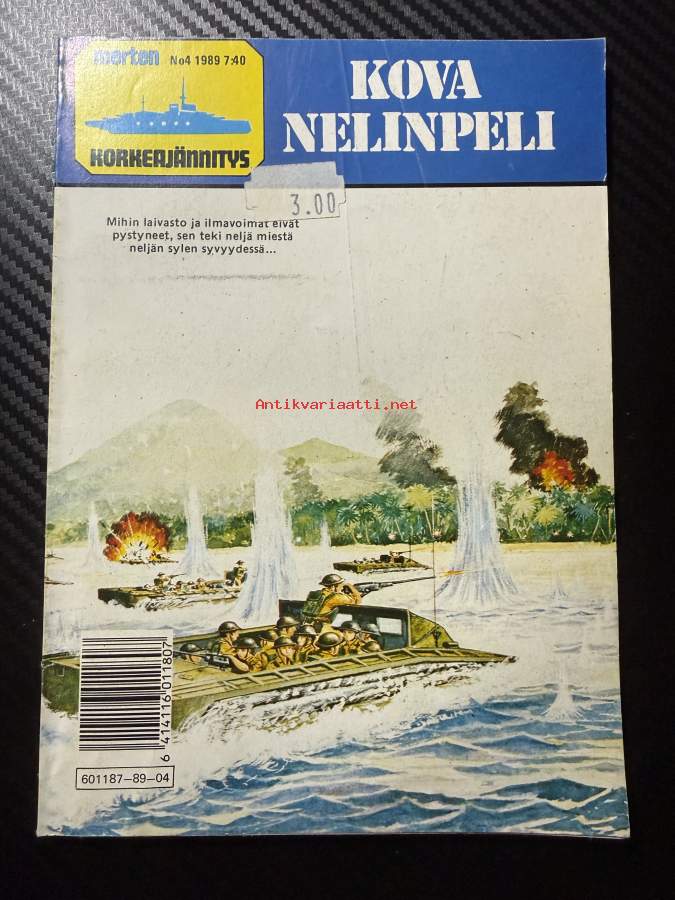 merten No4 1989 7:40
KORKEAJÄNNITYS
KOVA
NELINPELI
3.00
Mihin laivasto ja ilmavoimat eivät
pystyneet, sen teki neljä miestä
neljän sylen syvyydessä...
Antikvariaatti.net
6 414116 011807
601187-89-04